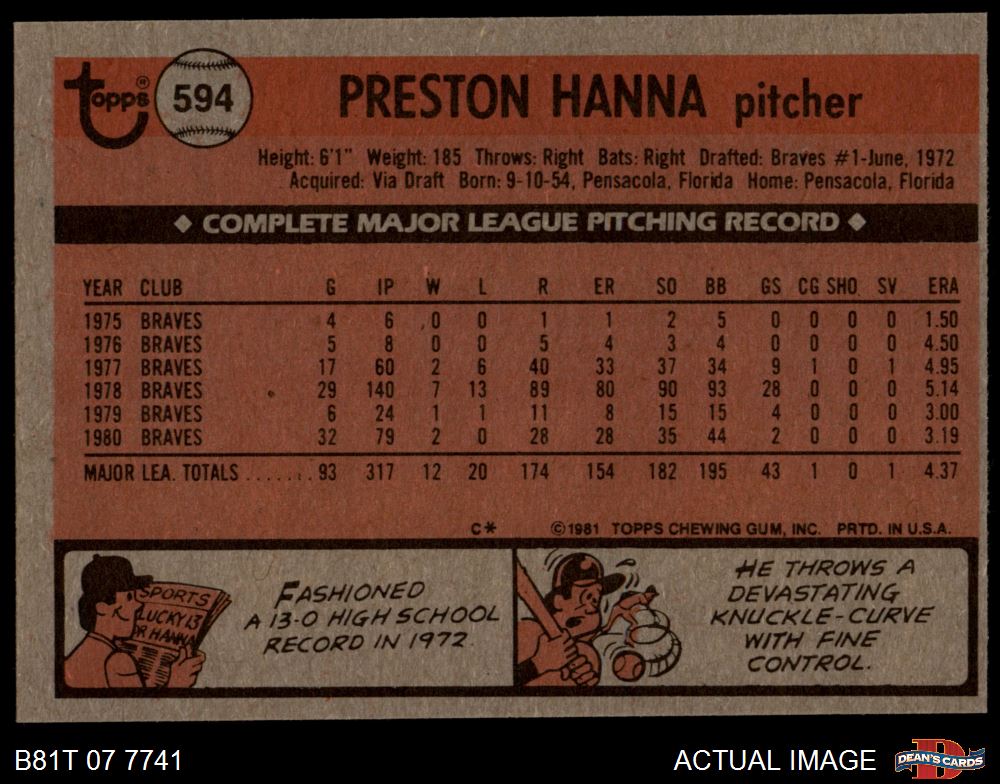 Topps® 594 PRESTON HANNA pitcher
Height: 6'1" Weight: 185 Throws: Right Bats: Right Drafted: Braves #1-June, 1972
Acquired: Via Draft Born: 9-10-54, Pensacola, Florida Home: Pensacola, Florida
◆ COMPLETE MAJOR LEAGUE PITCHING RECORD ◆
YEAR CLUB G IP W L R ER SO BB GS CG SHO. SV ERA
1975 BRAVES 4 6 0 0 1 1 2 5 0 0 0 0 1.50
1976 BRAVES 5 8 0 0 5 4 3 4 0 0 0 0 4.50
1977 BRAVES 17 60 2 6 40 33 37 34 9 1 0 1 4.95
1978 BRAVES 29 140 7 13 89 80 90 93 28 0 0 0 5.14
1979 BRAVES 6 24 1 1 11 8 15 15 4 0 0 0 3.00
1980 BRAVES 32 79 2 0 28 28 35 44 2 0 0 0 3.19
MAJOR LEA. TOTALS ....... 93 317 12 20 174 154 182 195 43 1 0 1 4.37
C* ©1981 TOPPS CHEWING GUM, INC. PRTD. IN U.S.A.
SPORTS
LUCKY 13
OR HANNA
FASHIONED
A 13-0 HIGH SCHOOL
RECORD IN 1972.
HE THROWS A
DEVASTATING
KNUCKLE-CURVE
WITH FINE
CONTROL.
B81T 07 7741 ACTUAL IMAGE DEAN'S CARDS